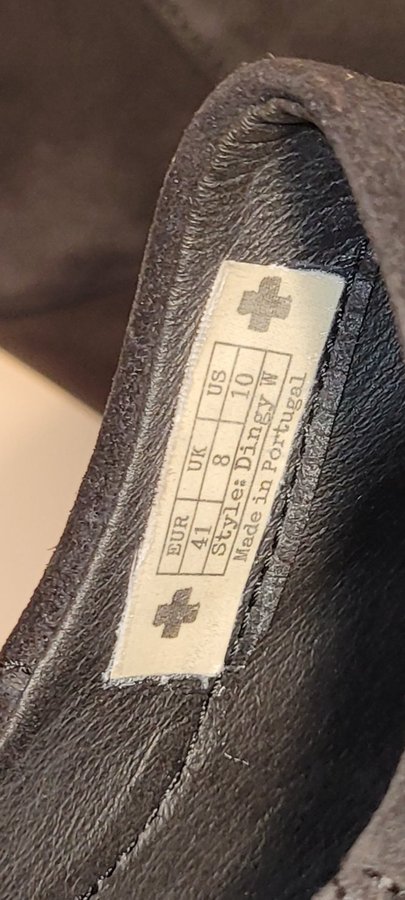 EUR UK US
41 8 10
Style: Dingy W
Made in Portugal